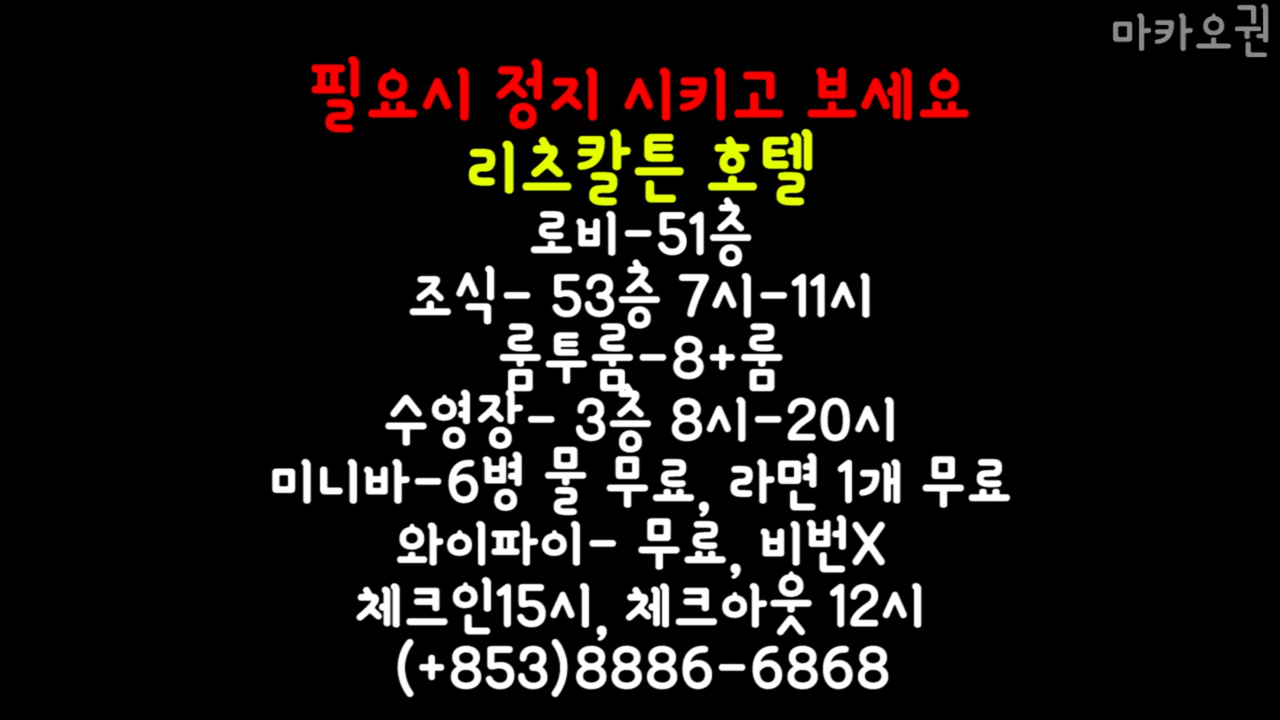 마카오권
필요시 정지 시키고 보세요
리츠칼튼 호텔
로비-51층
조식- 53층 7시-11시
룸투룸-8+룸
수영장- 3층 8시-20시
미니바-6병 물 무료, 라면 1개 무료
와이파이- 무료, 비번X
체크인15시, 체크아웃 12시
(+853)8886-6868